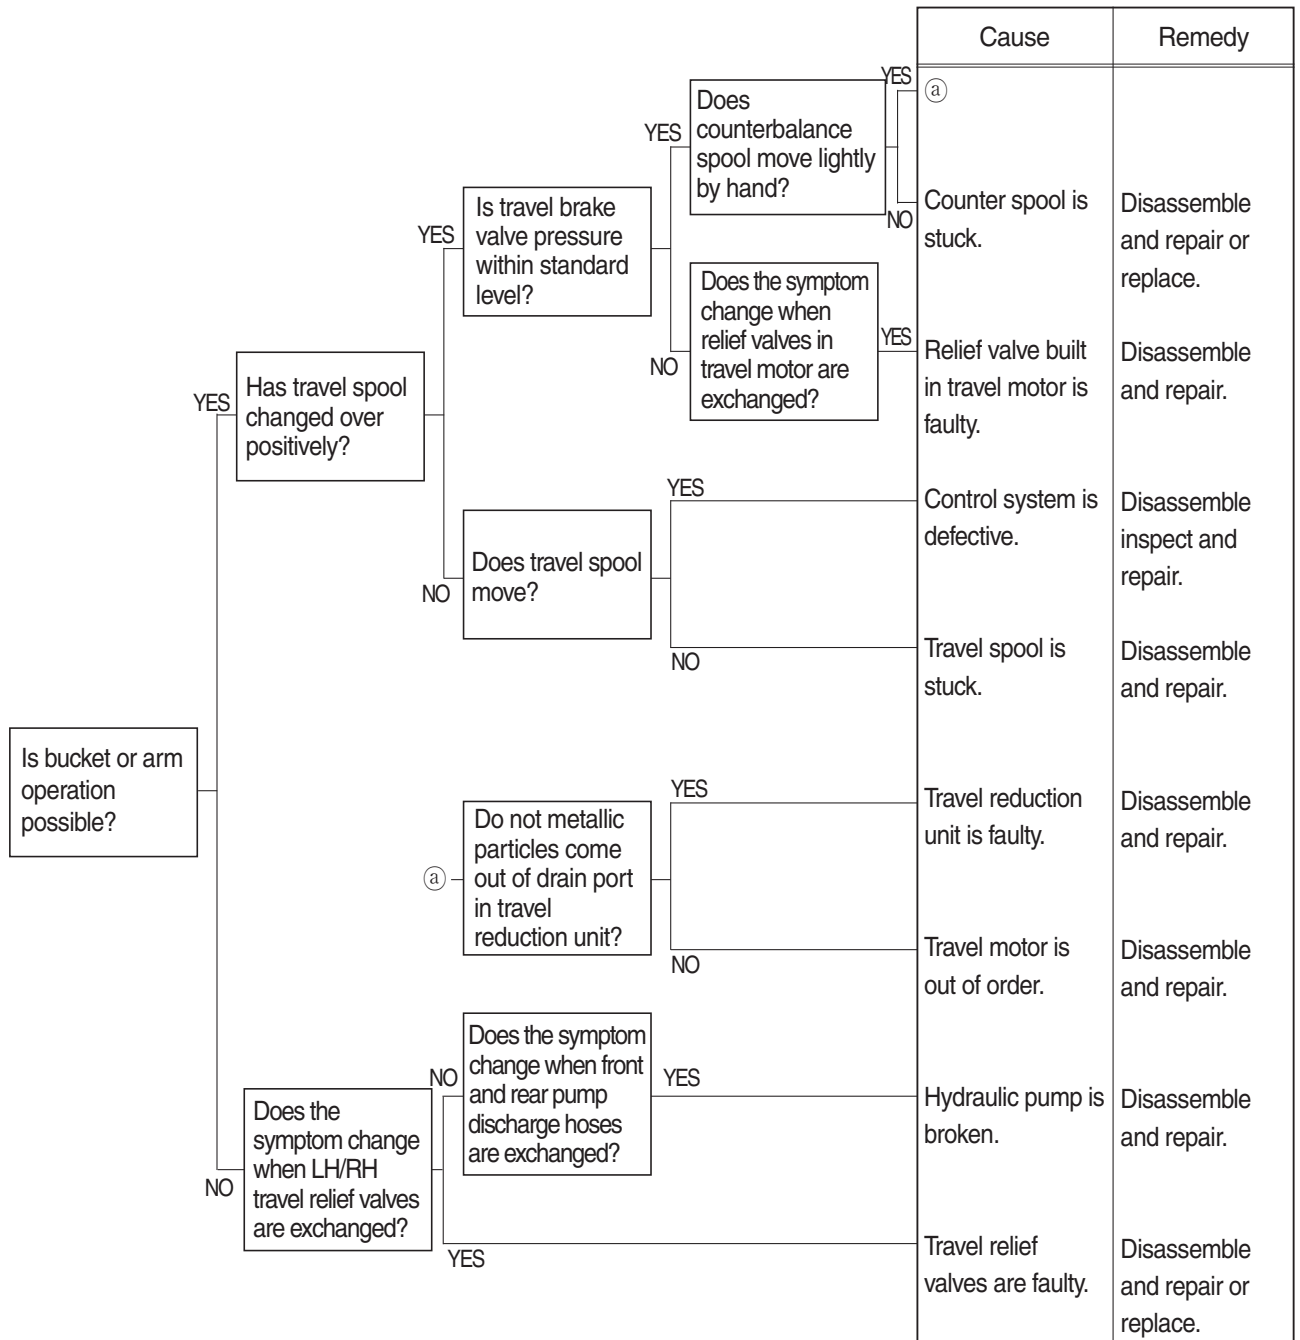 Cause
Remedy
YES
ⓐ
Does
counterbalance
spool move lightly
by hand?
YES
NO
Counter spool is
stuck.
Disassemble
and repair or
replace.
Is travel brake
valve pressure
within standard
level?
YES
Does the symptom
change when
relief valves in
travel motor are
exchanged?
NO
YES
Relief valve built
in travel motor is
faulty.
Disassemble
and repair.
Has travel spool
changed over
positively?
YES
Does travel spool
move?
NO
YES
Control system is
defective.
Disassemble
inspect and
repair.
NO
Travel spool is
stuck.
Disassemble
and repair.
Is bucket or arm
operation
possible?
ⓐ
Do not metallic
particles come
out of drain port
in travel
reduction unit?
YES
Travel reduction
unit is faulty.
Disassemble
and repair.
NO
Travel motor is
out of order.
Disassemble
and repair.
Does the symptom
change when front
and rear pump
discharge hoses
are exchanged?
NO
YES
Hydraulic pump is
broken.
Disassemble
and repair.
Does the
symptom change
when LH/RH
travel relief valves
are exchanged?
NO
YES
Travel relief
valves are faulty.
Disassemble
and repair or
replace.